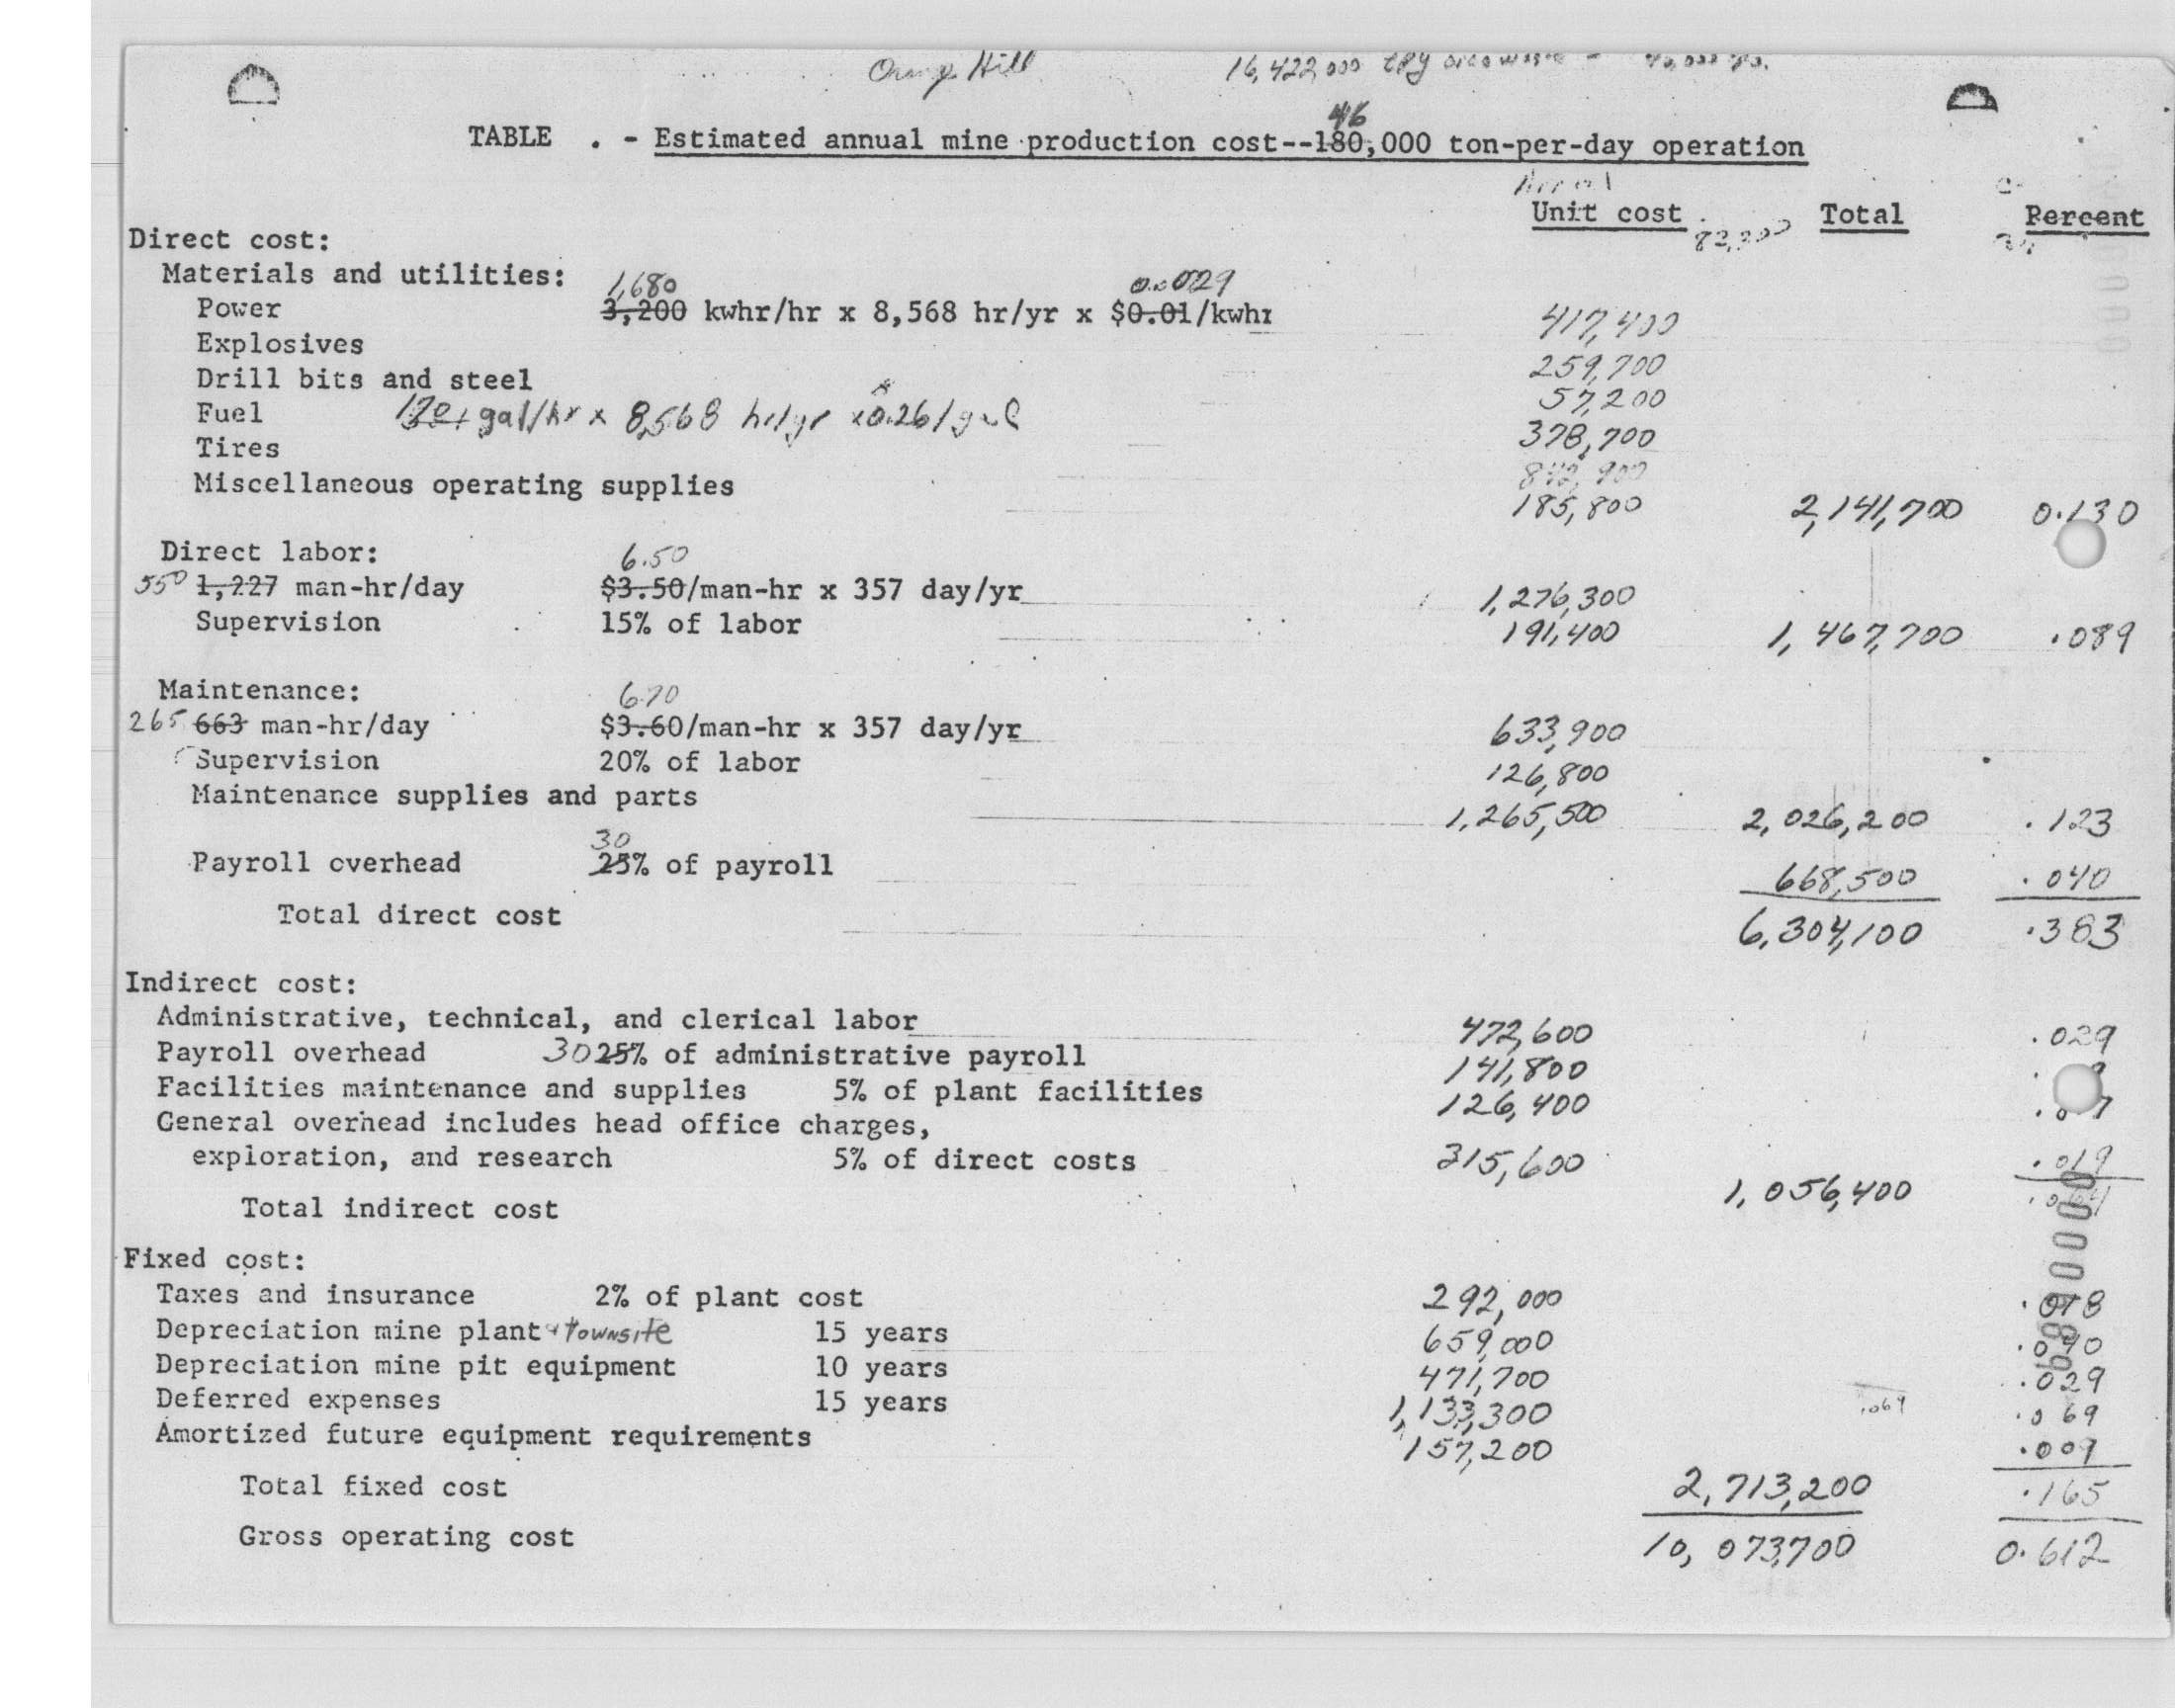 Orange Hill 16,422,000 tpy
46
TABLE . - Estimated annual mine production cost--180,000 ton-per-day operation
Unit cost Total Percent
82,200
Direct cost:
Materials and utilities:
1,680 0.029
Power 3,200 kwhr/hr x 8,568 hr/yr x $0.01/kwhr 417,400
Explosives 259,700
Drill bits and steel 57,200
Fuel gal/hr x 8,568 hr/yr x 0.26/gal 378,700
Tires 842,900
Miscellaneous operating supplies 185,800 2,141,700 0.130
Direct labor: 6.50
550 1,227 man-hr/day $3.50/man-hr x 357 day/yr 1,276,300
Supervision 15% of labor 191,400 1,467,700 .089
Maintenance: 6.70
265 663 man-hr/day $3.60/man-hr x 357 day/yr 633,900
Supervision 20% of labor 126,800
Maintenance supplies and parts 1,265,500 2,026,200 .123
30
Payroll overhead 25% of payroll 668,500 .040
Total direct cost 6,304,100 .383
Indirect cost:
Administrative, technical, and clerical labor 472,600 .029
Payroll overhead 30 25% of administrative payroll 141,800
Facilities maintenance and supplies 5% of plant facilities 126,400
General overhead includes head office charges,
exploration, and research 5% of direct costs 315,600 .019
Total indirect cost 1,056,400
Fixed cost:
Taxes and insurance 2% of plant cost 292,000 .018
Depreciation mine plant & townsite 15 years 659,000 .040
Depreciation mine pit equipment 10 years 471,700 .029
Deferred expenses 15 years 1,133,300 .069 .069
Amortized future equipment requirements 157,200 .009
Total fixed cost 2,713,200 .165
Gross operating cost 10,073,700 0.612